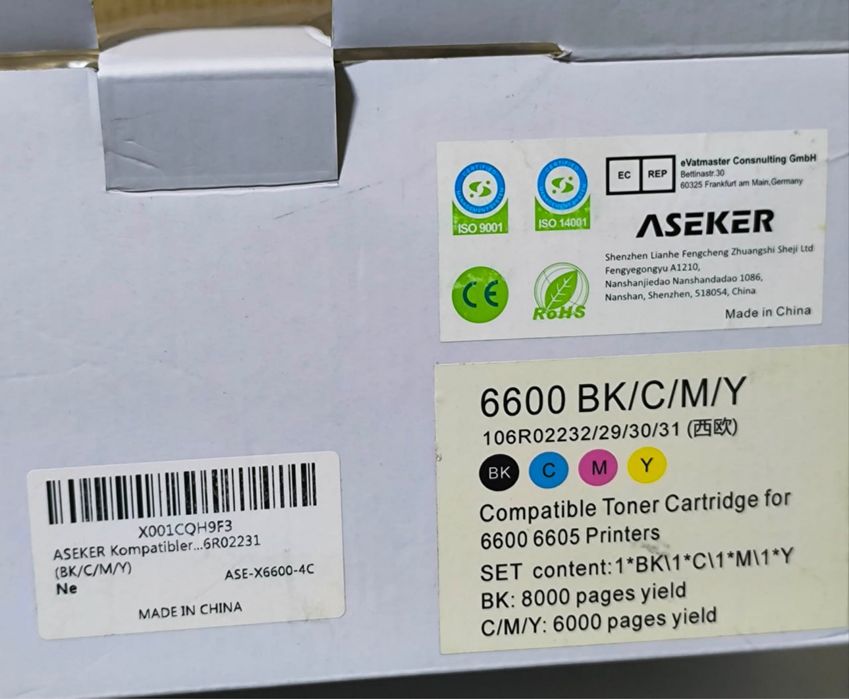 ISO 9001
ISO 14001
EC REP
eVatmaster Consnulting GmbH
Bettinastr.30
60325 Frankfurt am Main,Germany
ASEKER
Shenzhen Lianhe Fengcheng Zhuangshi Sheji Ltd
Fengyegongyu A1210,
Nanshanjiedao Nanshandadao 1086,
Nanshan, Shenzhen, 518054, China
CE
RoHS
Made in China
6600 BK/C/M/Y
106R02232/29/30/31 (西欧)
BK C M Y
Compatible Toner Cartridge for
6600 6605 Printers
SET content:1*BK\1*C\1*M\1*Y
BK: 8000 pages yield
C/M/Y: 6000 pages yield
X001CQH9F3
ASEKER Kompatibler...6R02231
(BK/C/M/Y)
ASE-X6600-4C
Ne
MADE IN CHINA